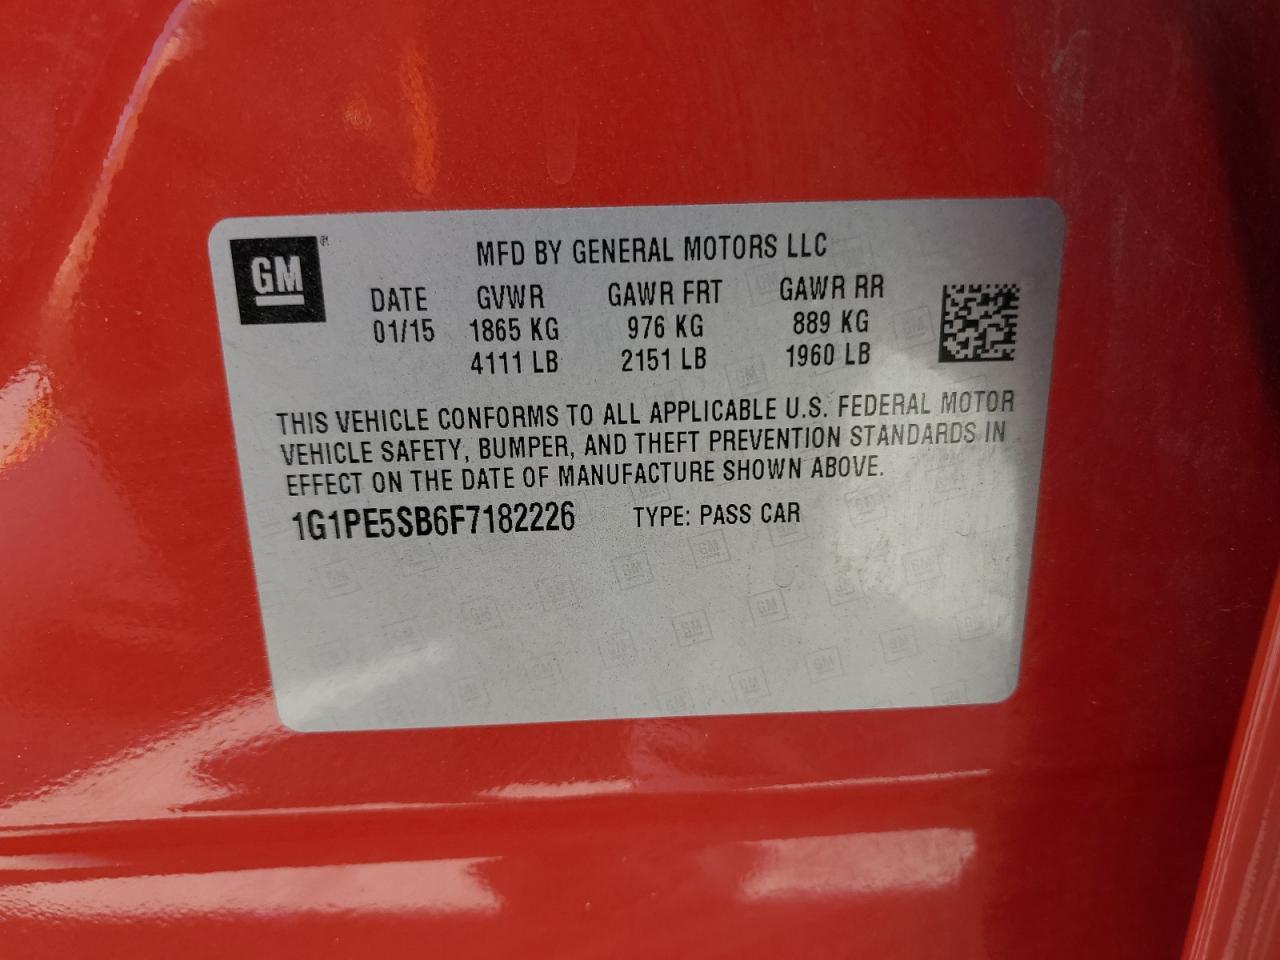 GM
MFD BY GENERAL MOTORS LLC
DATE GVWR GAWR FRT GAWR RR
01/15 1865 KG 976 KG 889 KG
4111 LB 2151 LB 1960 LB
THIS VEHICLE CONFORMS TO ALL APPLICABLE U.S. FEDERAL MOTOR
VEHICLE SAFETY, BUMPER, AND THEFT PREVENTION STANDARDS IN
EFFECT ON THE DATE OF MANUFACTURE SHOWN ABOVE.
1G1PE5SB6F7182226 TYPE: PASS CAR